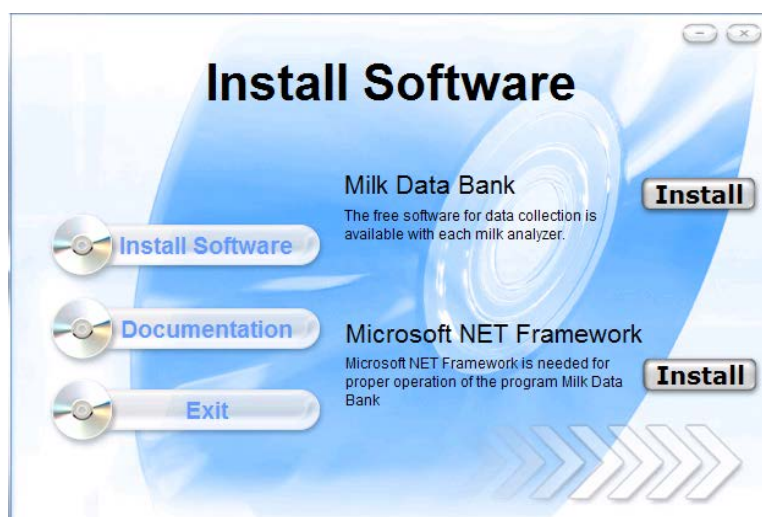 Install Software
Milk Data Bank
Install
The free software for data collection is
available with each milk analyzer.
Install Software
Documentation
Exit
Microsoft NET Framework
Microsoft NET Framework is needed for
proper operation of the program Milk Data
Bank
Install